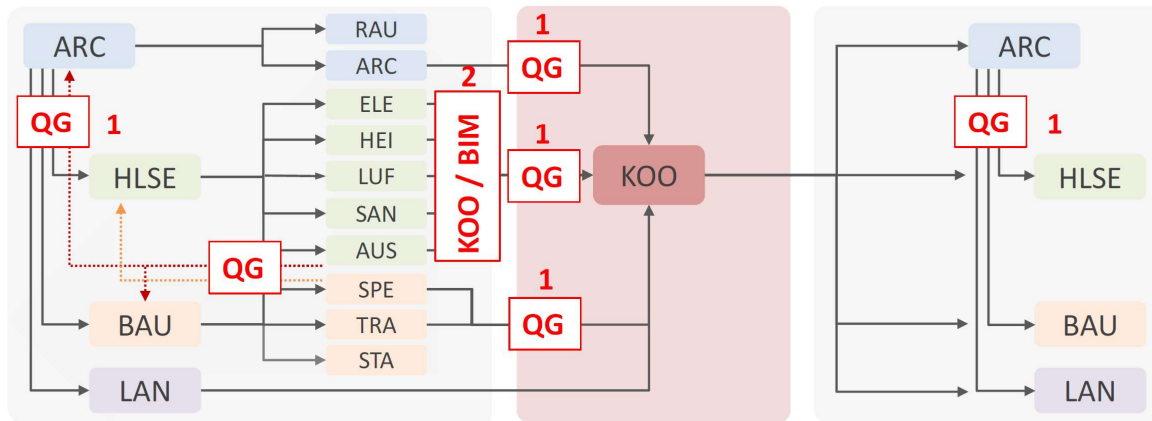 ARC
QG
1
HLSE
BAU
LAN
QG
RAU
ARC
ELE
HEI
LUF
SAN
AUS
SPE
TRA
STA
2
KOO / BIM
1
QG
1
QG
1
QG
KOO
ARC
QG
1
HLSE
BAU
LAN